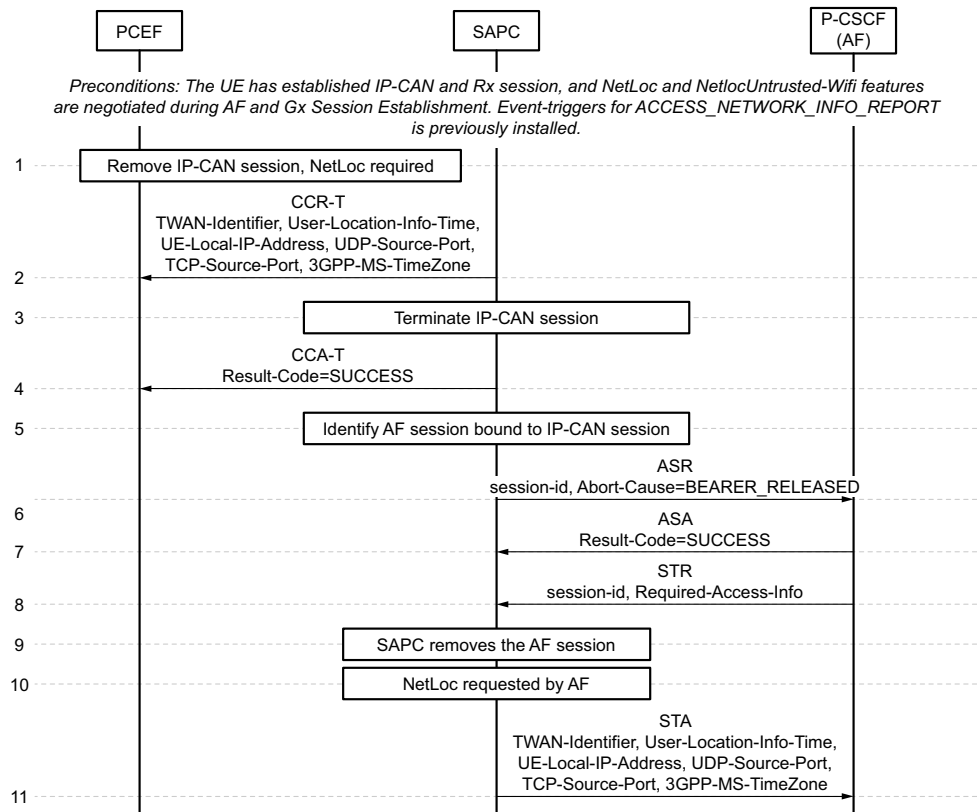 PCEF
SAPC
P-CSCF
(AF)
Preconditions: The UE has established IP-CAN and Rx session, and NetLoc and NetlocUntrusted-Wifi features
are negotiated during AF and Gx Session Establishment. Event-triggers for ACCESS_NETWORK_INFO_REPORT
is previously installed.
1
Remove IP-CAN session, NetLoc required
CCR-T
TWAN-Identifier, User-Location-Info-Time,
UE-Local-IP-Address, UDP-Source-Port,
TCP-Source-Port, 3GPP-MS-TimeZone
2
3
Terminate IP-CAN session
CCA-T
Result-Code=SUCCESS
4
5
Identify AF session bound to IP-CAN session
ASR
session-id, Abort-Cause=BEARER_RELEASED
6
ASA
Result-Code=SUCCESS
7
STR
session-id, Required-Access-Info
8
9
SAPC removes the AF session
10
NetLoc requested by AF
STA
TWAN-Identifier, User-Location-Info-Time,
UE-Local-IP-Address, UDP-Source-Port,
TCP-Source-Port, 3GPP-MS-TimeZone
11